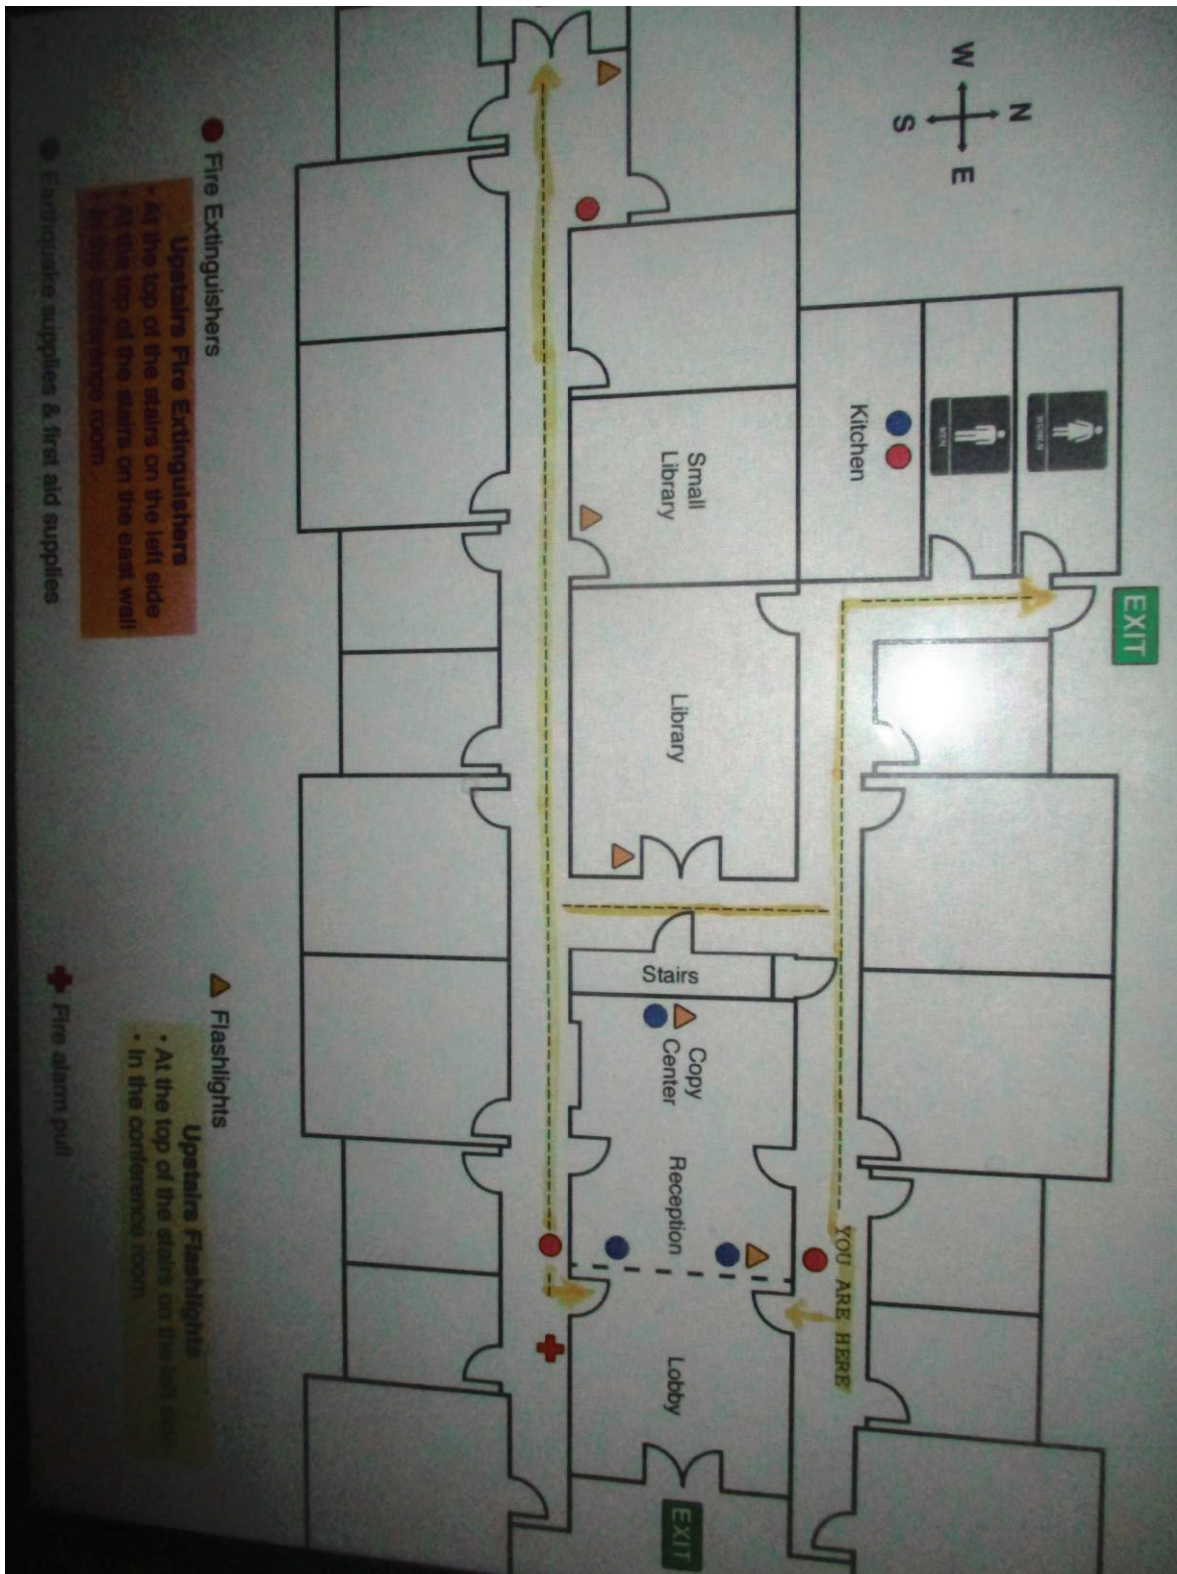 N
W
E
S
EXIT
WOMEN
MEN
Kitchen
YOU ARE HERE
Small
Library
Library
Stairs
Copy
Center
Reception
Lobby
EXIT
Fire Extinguishers
Upstairs Fire Extinguishers
• At the top of the stairs on the left side
• At the top of the stairs on the east wall
• In the conference room
Earthquake supplies & first aid supplies
Flashlights
Upstairs Flashlights
• At the top of the stairs on the left side
• In the conference room
Fire alarm pull